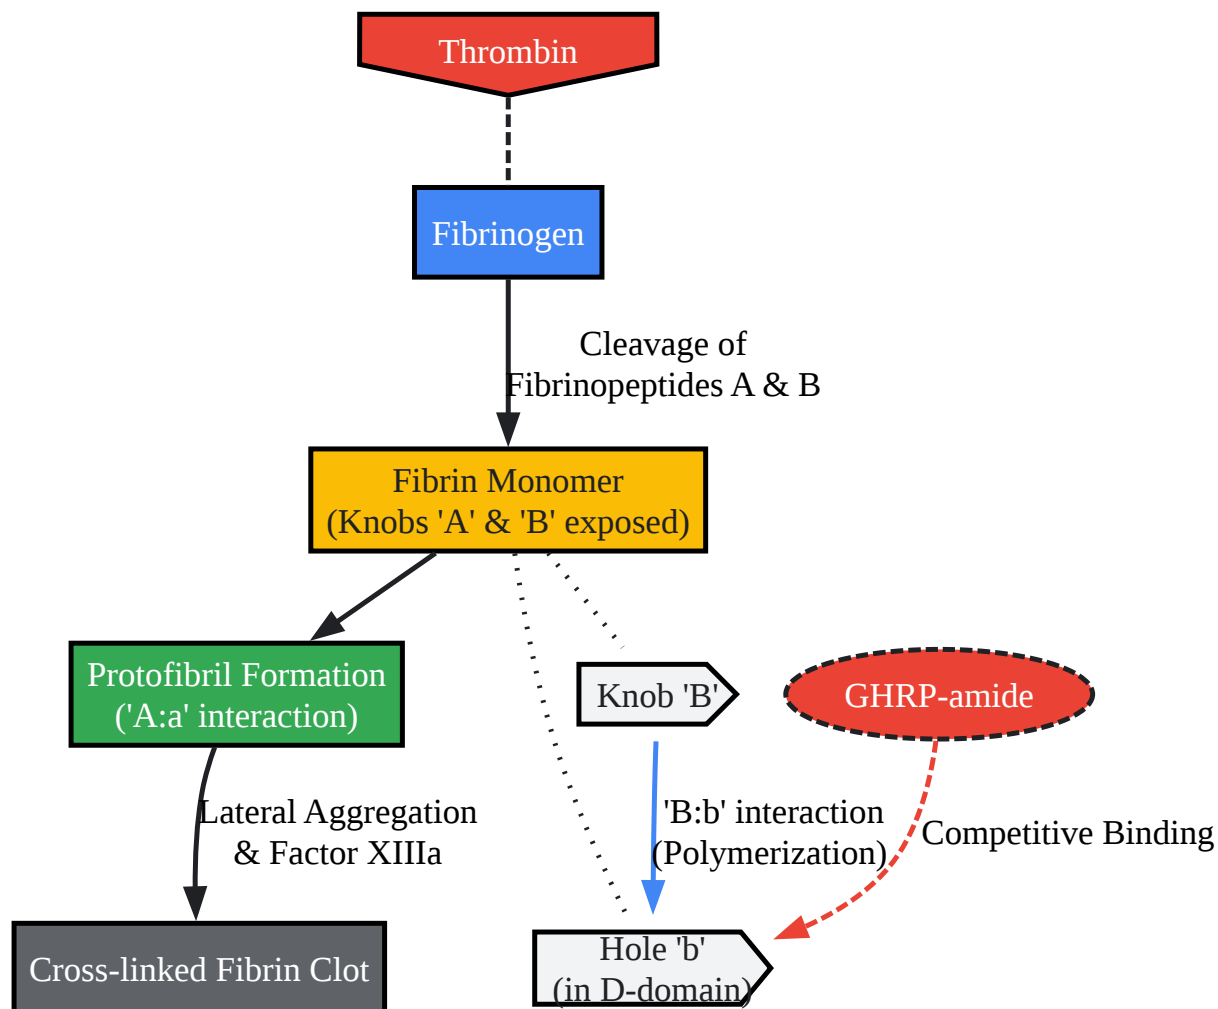 Thrombin
Fibrinogen
Cleavage of
Fibrinopeptides A & B
Fibrin Monomer
(Knobs 'A' & 'B' exposed)
Protofibril Formation
('A:a' interaction)
Knob 'B'
GHRP-amide
Lateral Aggregation
& Factor XIIIa
'B:b' interaction
(Polymerization)
Competitive Binding
Cross-linked Fibrin Clot
Hole 'b'
(in D-domain)